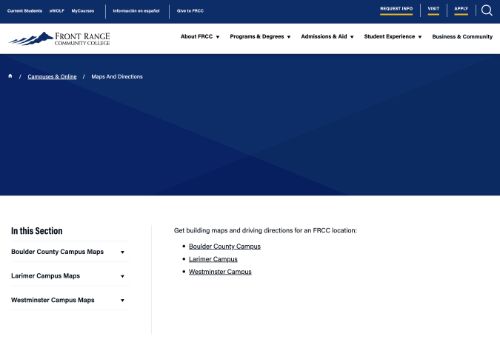 Current Students eWOLF MyCourses Información en español Give to FRCC REQUEST INFO VISIT APPLY
FRONT RANGE
COMMUNITY COLLEGE
About FRCC Programs & Degrees Admissions & Aid Student Experience Business & Community
/ Campuses & Online / Maps And Directions
In this Section
Boulder County Campus Maps
Larimer Campus Maps
Westminster Campus Maps
Get building maps and driving directions for an FRCC location:
Boulder County Campus
Larimer Campus
Westminster Campus